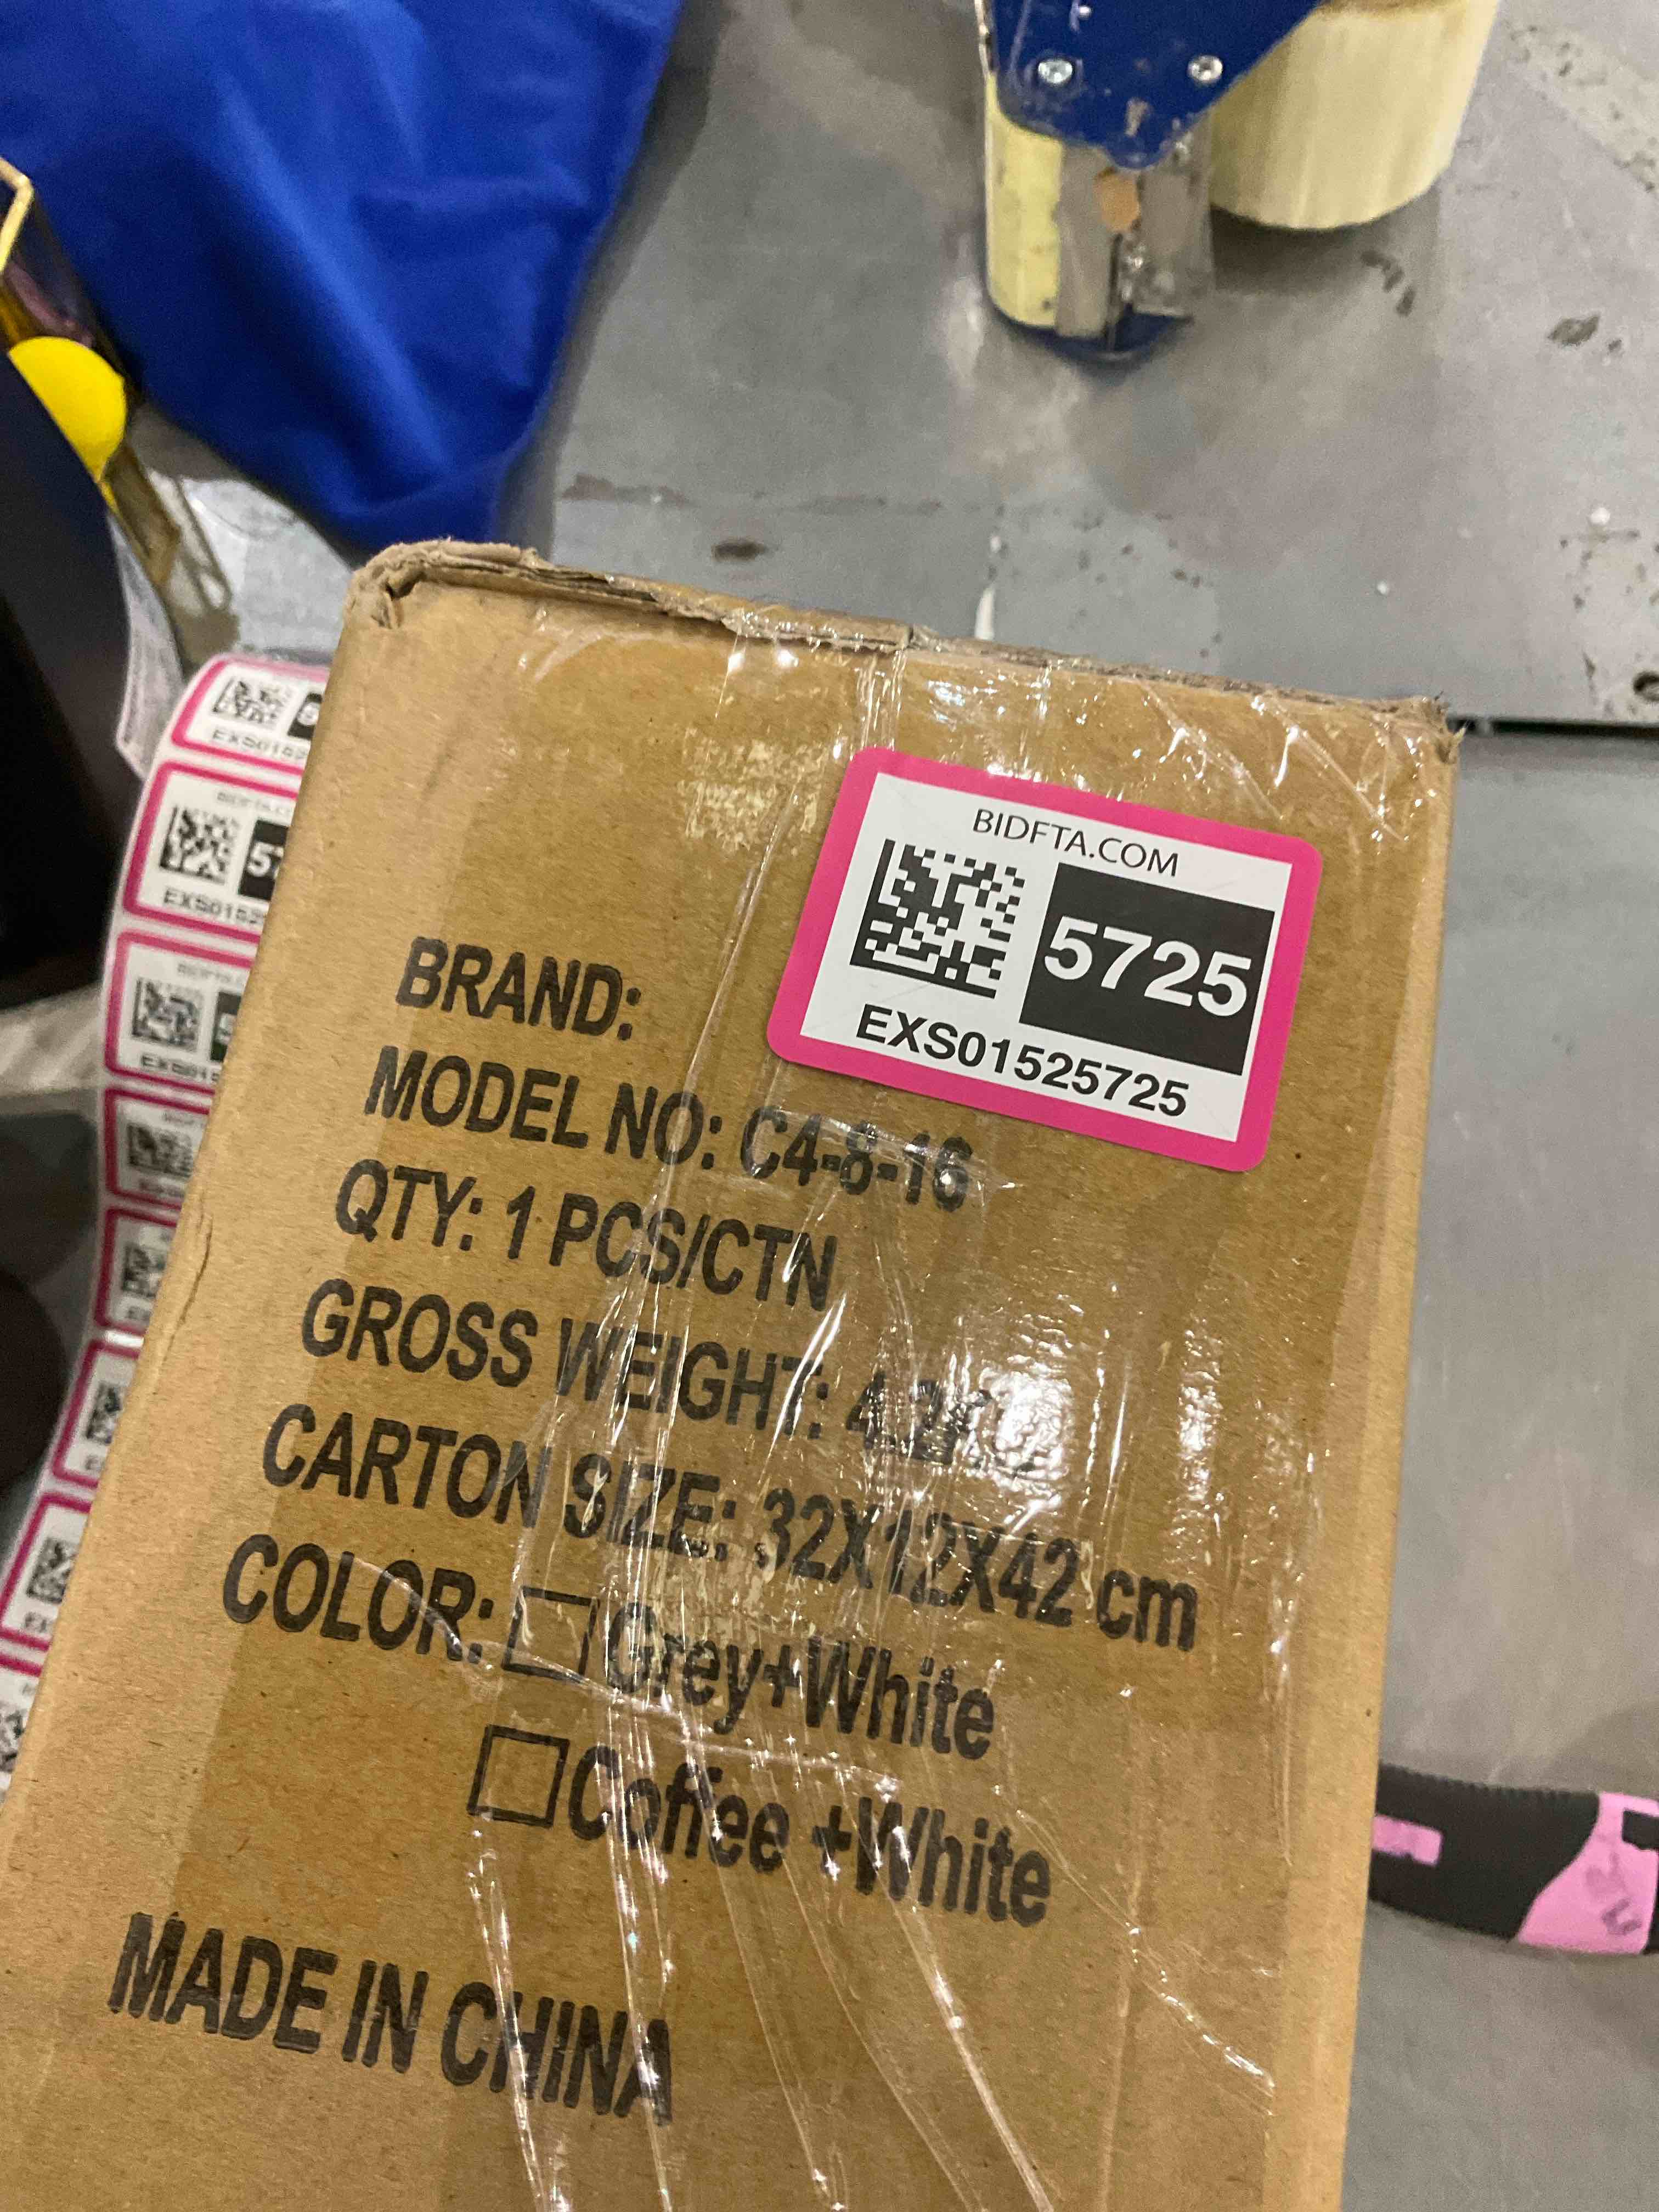 BIDFTA.COM
5725
EXS01525725
BRAND:
MODEL NO: C4-8-16
QTY: 1 PCS/CTN
GROSS WEIGHT:
CARTON SIZE: 32X12X42 cm
COLOR: Grey+White
Coffee +White
MADE IN CHINA